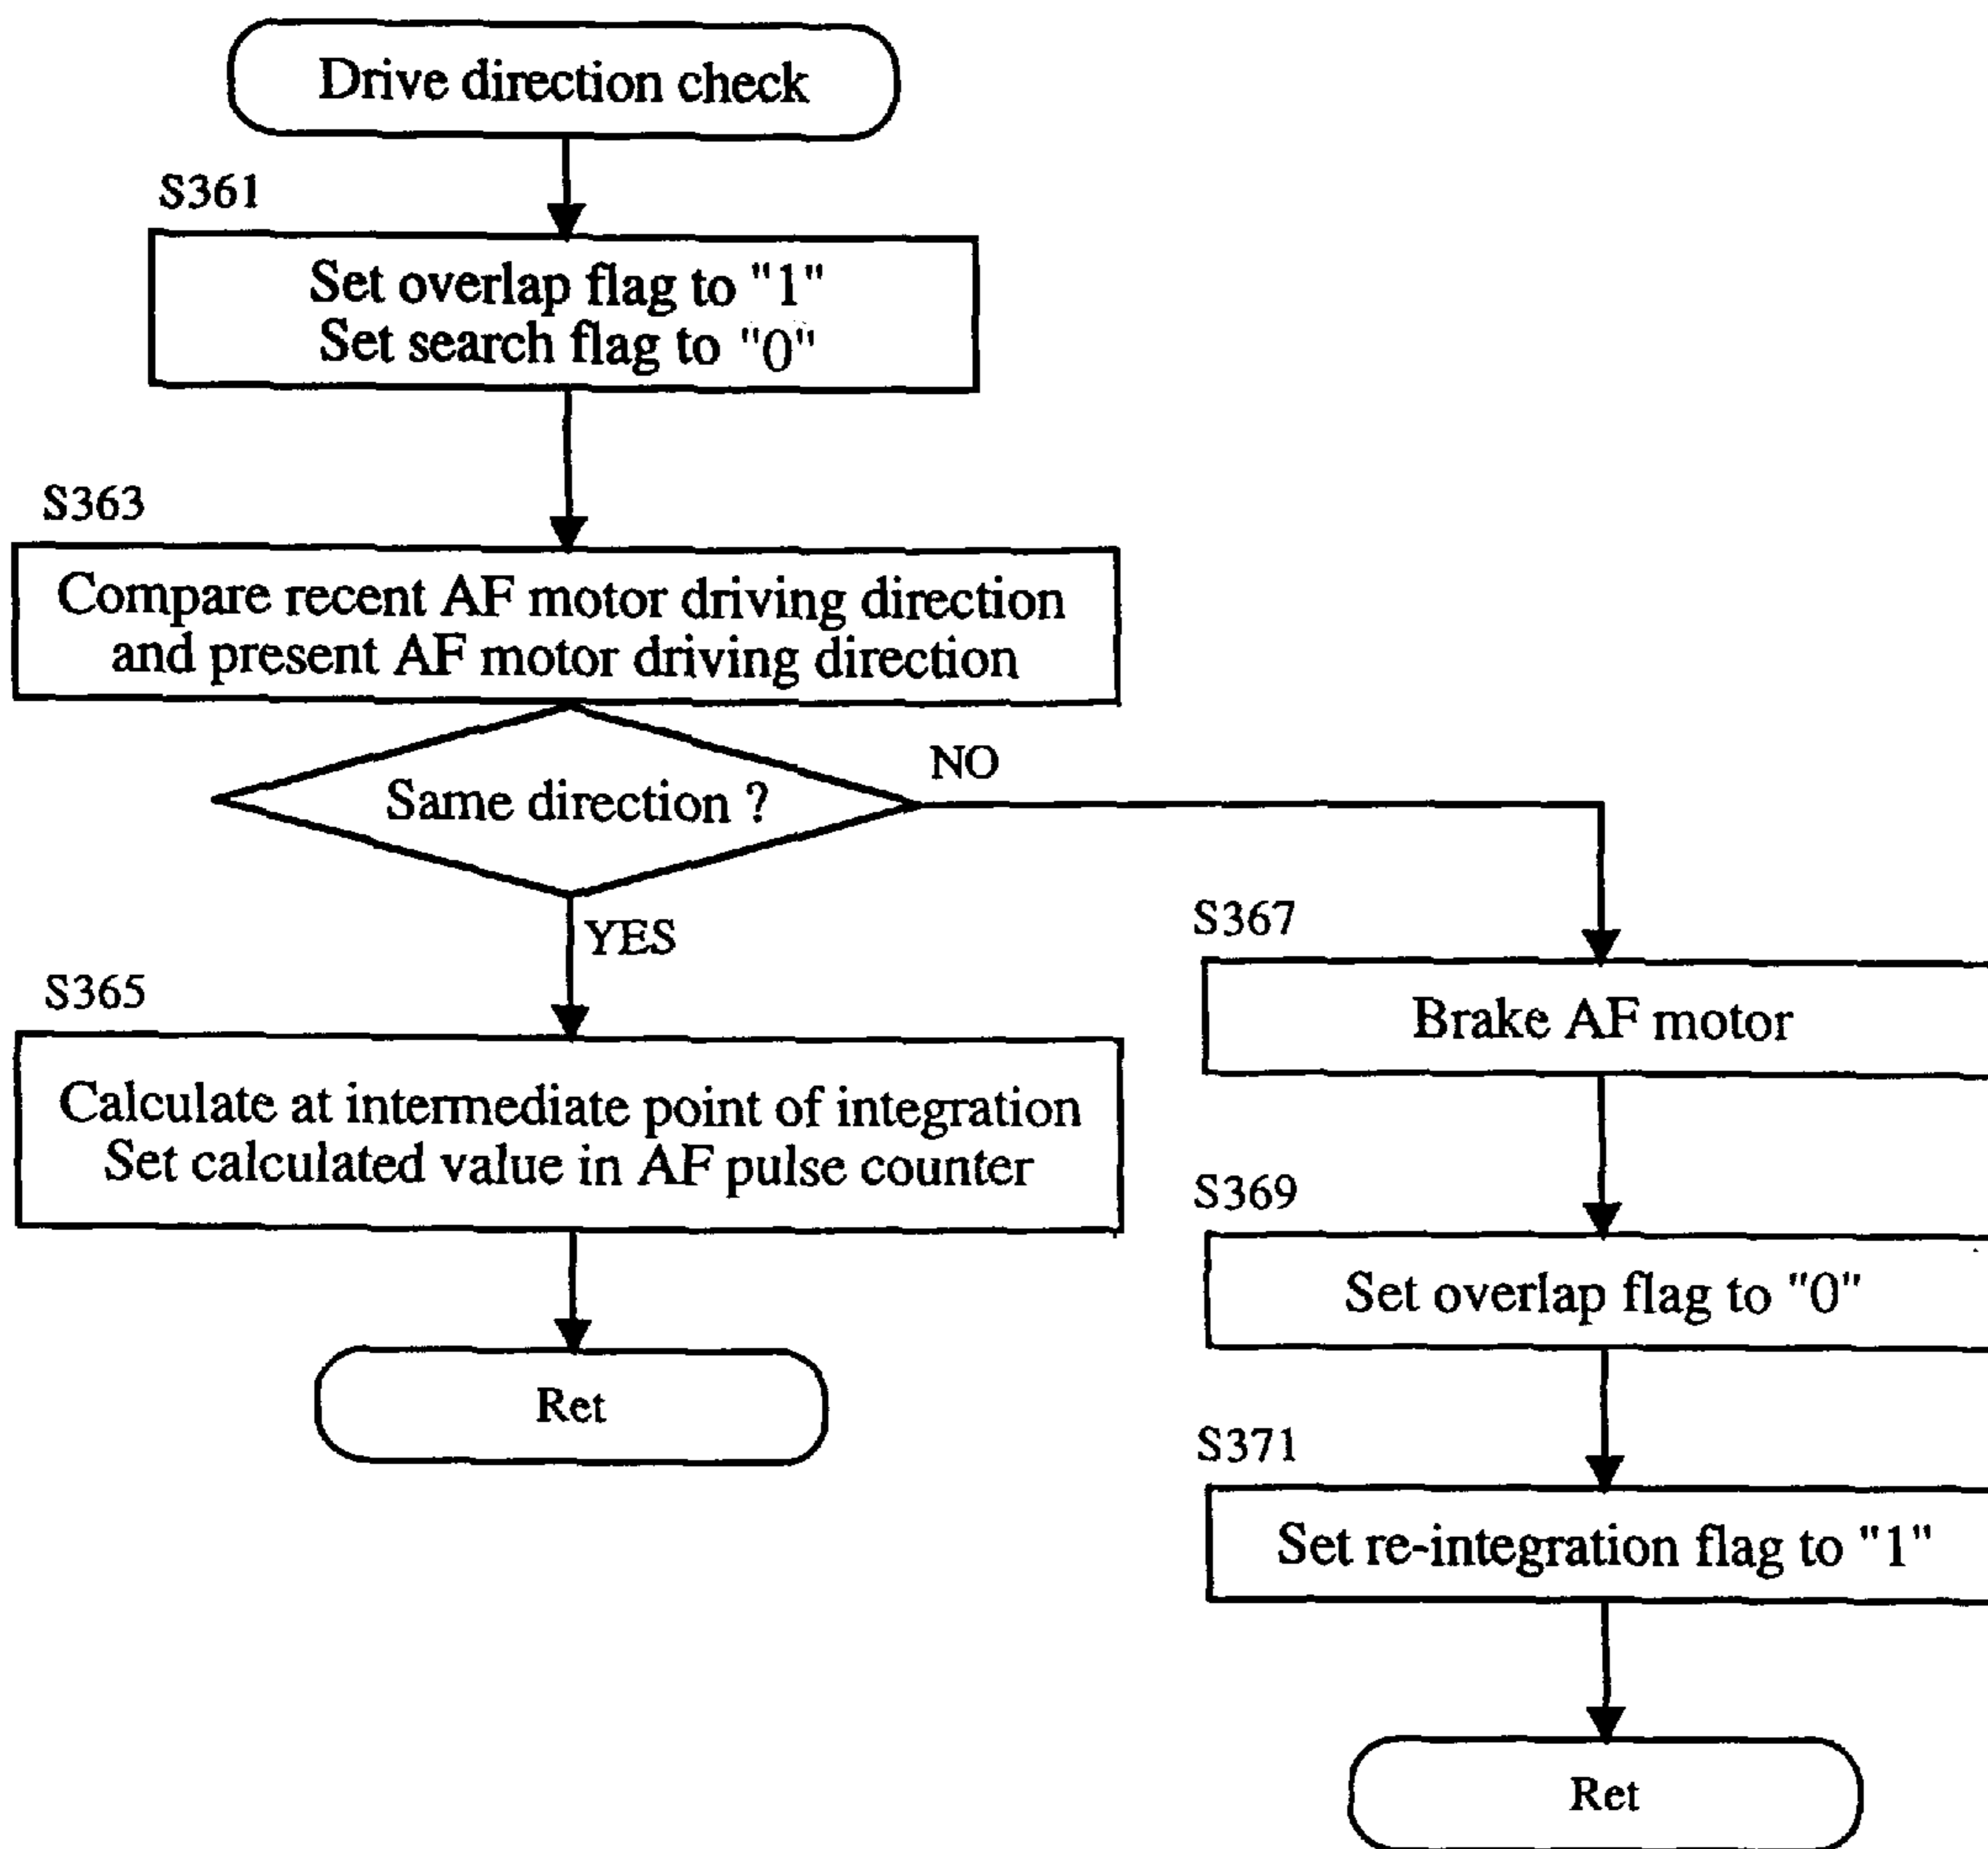 Drive direction check
S361
Set overlap flag to "1"
Set search flag to "0"
S363
Compare recent AF motor driving direction
and present AF motor driving direction
Same direction ?
NO
YES
S365
Calculate at intermediate point of integration
Set calculated value in AF pulse counter
Ret
S367
Brake AF motor
S369
Set overlap flag to "0"
S371
Set re-integration flag to "1"
Ret